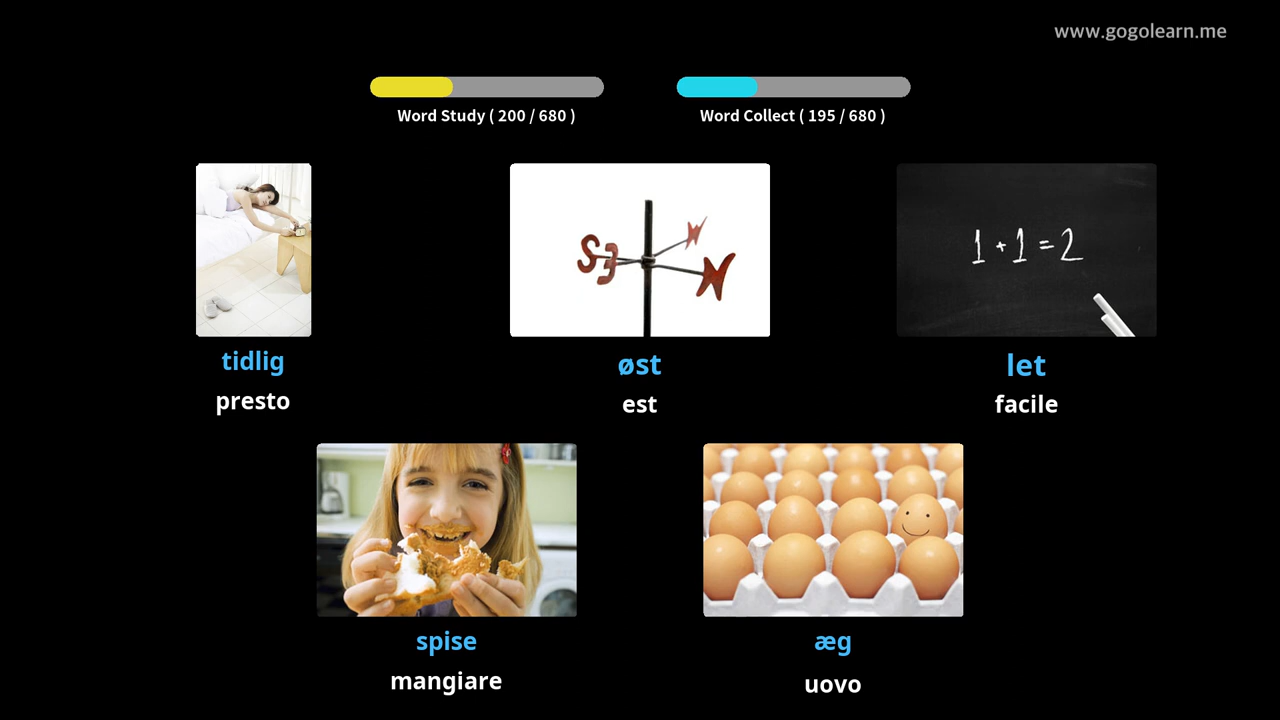 www.gogolearn.me
Word Study ( 200 / 680 )
Word Collect ( 195 / 680 )
S E N W
1 + 1 = 2
tidlig
presto
øst
est
let
facile
spise
mangiare
æg
uovo